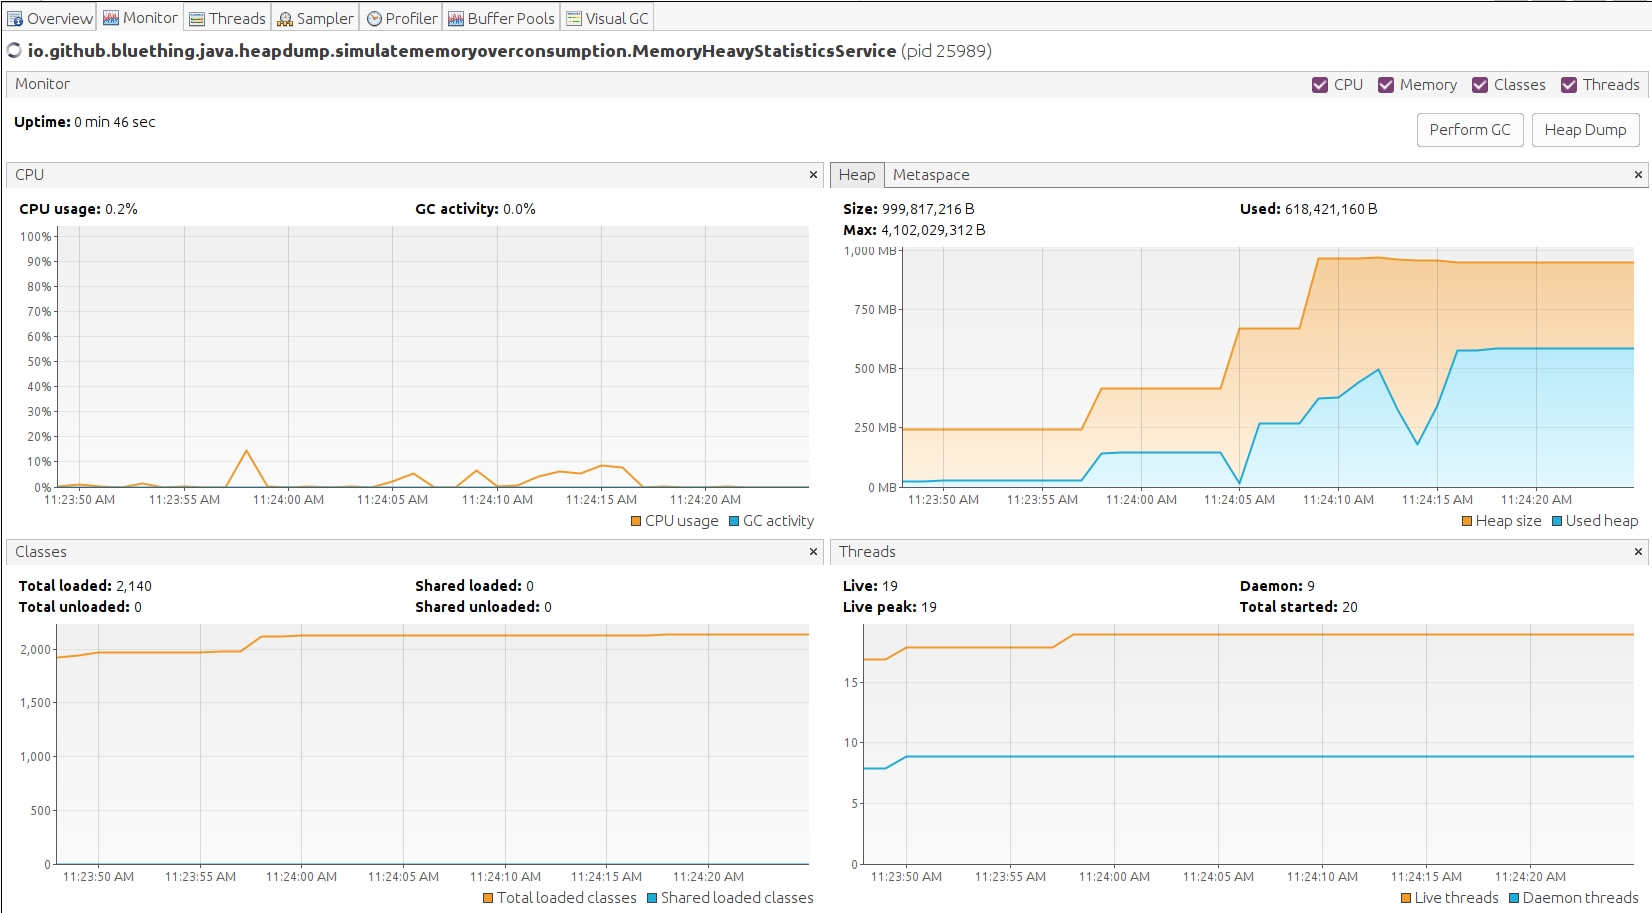 Overview Monitor Threads Sampler Profiler Buffer Pools Visual GC
io.github.bluething.java.heapdump.simulatememoryoverconsumption.MemoryHeavyStatisticsService (pid 25989)
Monitor CPU Memory Classes Threads
Uptime: 0 min 46 sec
Perform GC Heap Dump
CPU
CPU usage: 0.2% GC activity: 0.0%
100%
90%
80%
70%
60%
50%
40%
30%
20%
10%
0%
11:23:50 AM 11:23:55 AM 11:24:00 AM 11:24:05 AM 11:24:10 AM 11:24:15 AM 11:24:20 AM
CPU usage GC activity
Heap Metaspace
Size: 999,817,216 B Used: 618,421,160 B
Max: 4,102,029,312 B
1,000 MB
750 MB
500 MB
250 MB
0 MB
11:23:50 AM 11:23:55 AM 11:24:00 AM 11:24:05 AM 11:24:10 AM 11:24:15 AM 11:24:20 AM
Heap size Used heap
Classes
Total loaded: 2,140 Shared loaded: 0
Total unloaded: 0 Shared unloaded: 0
2,000
1,500
1,000
500
0
11:23:50 AM 11:23:55 AM 11:24:00 AM 11:24:05 AM 11:24:10 AM 11:24:15 AM 11:24:20 AM
Total loaded classes Shared loaded classes
Threads
Live: 19 Daemon: 9
Live peak: 19 Total started: 20
15
10
5
0
11:23:50 AM 11:23:55 AM 11:24:00 AM 11:24:05 AM 11:24:10 AM 11:24:15 AM 11:24:20 AM
Live threads Daemon threads